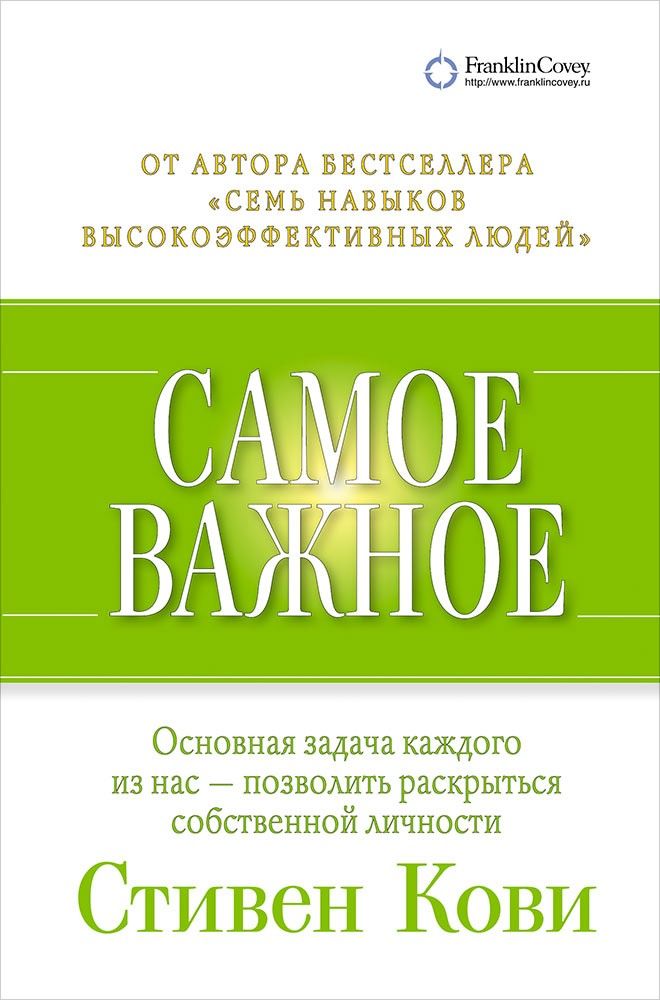 FranklinCovey
http://www.franklincovey.ru
ОТ АВТОРА БЕСТСЕЛЛЕРА
«СЕМЬ НАВЫКОВ
ВЫСОКОЭФФЕКТИВНЫХ ЛЮДЕЙ»
САМОЕ
ВАЖНОЕ
Основная задача каждого
из нас — позволить раскрыться
собственной личности
Стивен Кови